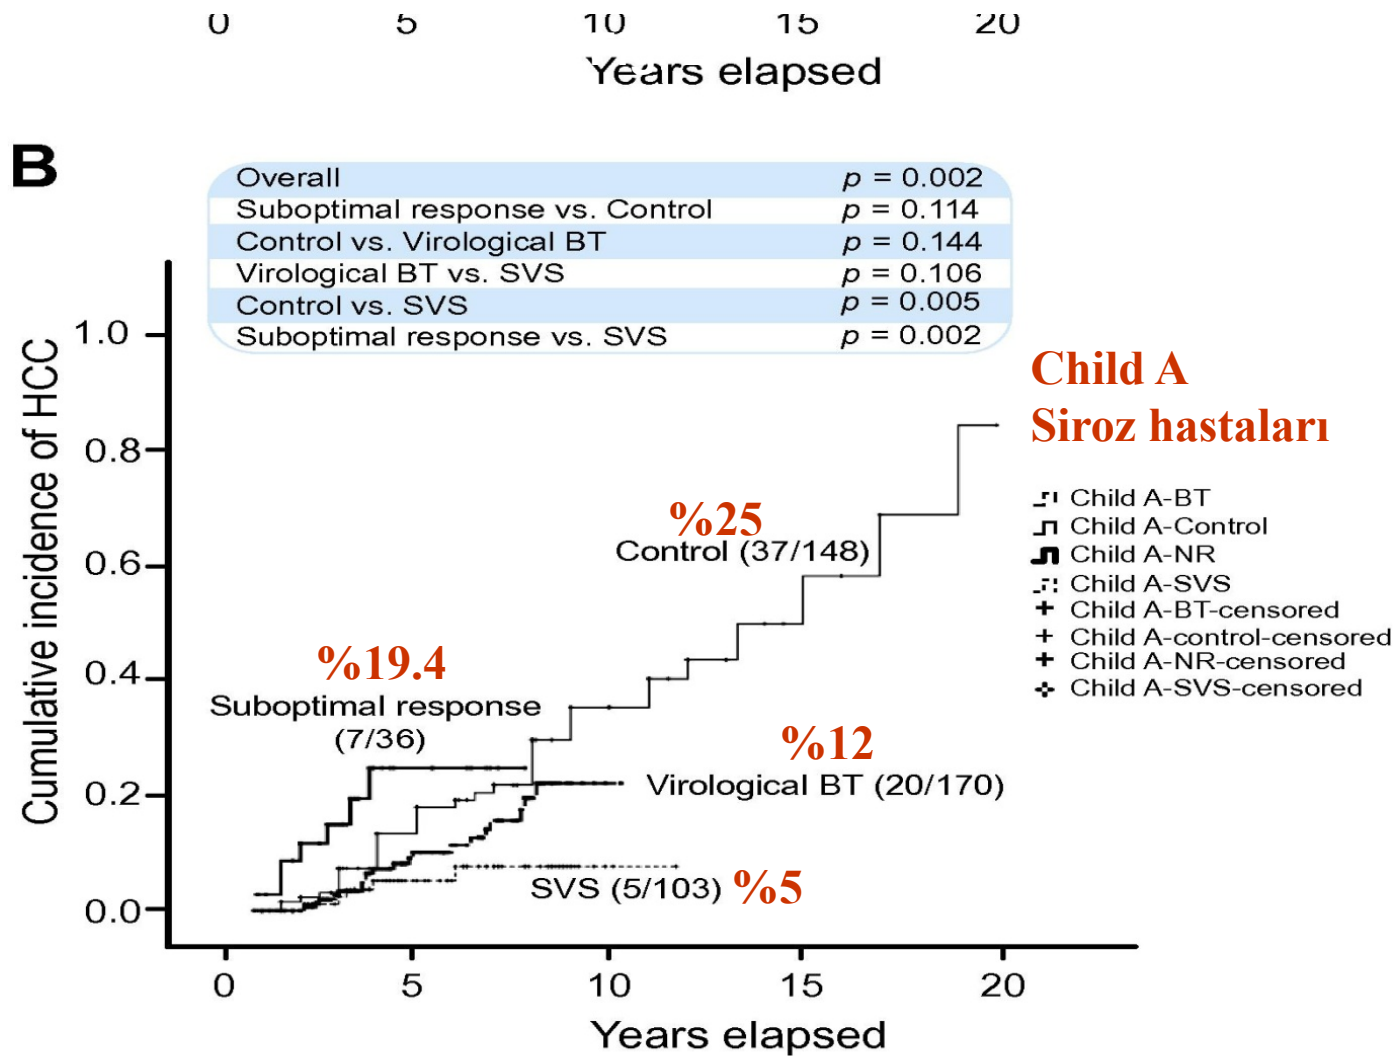 0 5 10 15 20
Years elapsed
B
Overall p = 0.002
Suboptimal response vs. Control p = 0.114
Control vs. Virological BT p = 0.144
Virological BT vs. SVS p = 0.106
Control vs. SVS p = 0.005
Suboptimal response vs. SVS p = 0.002
Cumulative incidence of HCC
1.0
0.8
0.6
0.4
0.2
0.0
Child A
Siroz hastaları
%25
Control (37/148)
%19.4
Suboptimal response
(7/36)
%12
Virological BT (20/170)
SVS (5/103) %5
Child A-BT
Child A-Control
Child A-NR
Child A-SVS
Child A-BT-censored
Child A-control-censored
Child A-NR-censored
Child A-SVS-censored
0 5 10 15 20
Years elapsed